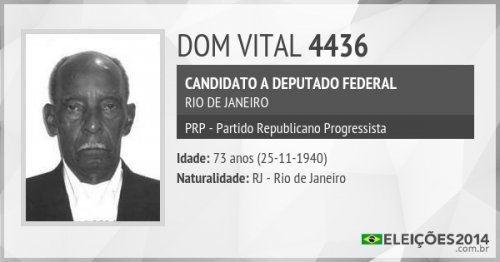 DOM VITAL 4436
CANDIDATO A DEPUTADO FEDERAL
RIO DE JANEIRO
PRP - Partido Republicano Progressista
Idade: 73 anos (25-11-1940)
Naturalidade: RJ - Rio de Janeiro
ELEIÇÕES2014
.com.br